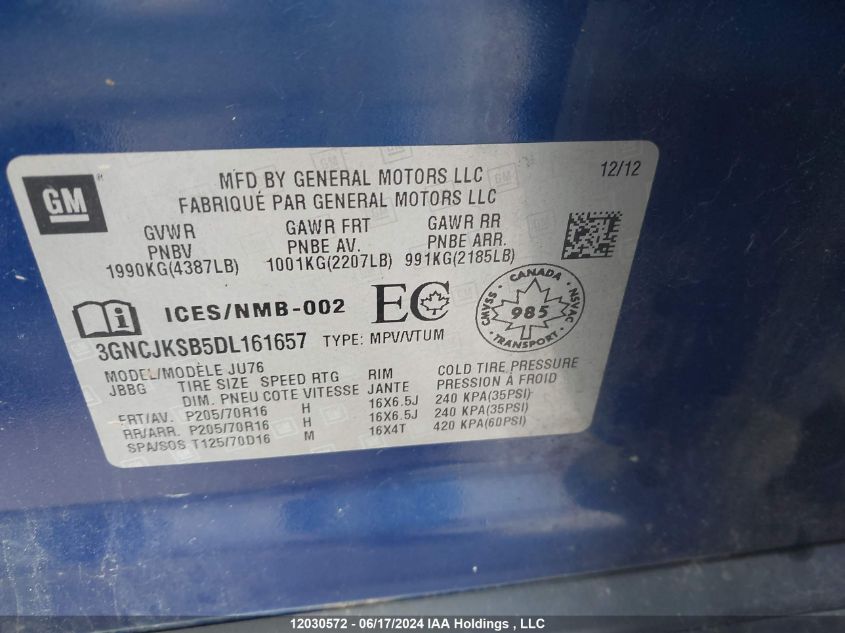 GM
MFD BY GENERAL MOTORS LLC 12/12
FABRIQUÉ PAR GENERAL MOTORS LLC
GVWR GAWR FRT GAWR RR
PNBV PNBE AV. PNBE ARR.
1990KG(4387LB) 1001KG(2207LB) 991KG(2185LB)
ICES/NMB-002 EC
CANADA
CMVSS 985 NSVAC
TRANSPORT
3GNCJKSB5DL161657 TYPE: MPV/VTUM
MODEL/MODÈLE JU76
JBBG TIRE SIZE SPEED RTG RIM COLD TIRE PRESSURE
DIM. PNEU COTE VITESSE JANTE PRESSION À FROID
FRT/AV. P205/70R16 H 16X6.5J 240 KPA(35PSI)
RR/ARR. P205/70R16 H 16X6.5J 240 KPA(35PSI)
SPA/SOS T125/70D16 M 16X4T 420 KPA(60PSI)
12030572 - 06/17/2024 IAA Holdings , LLC